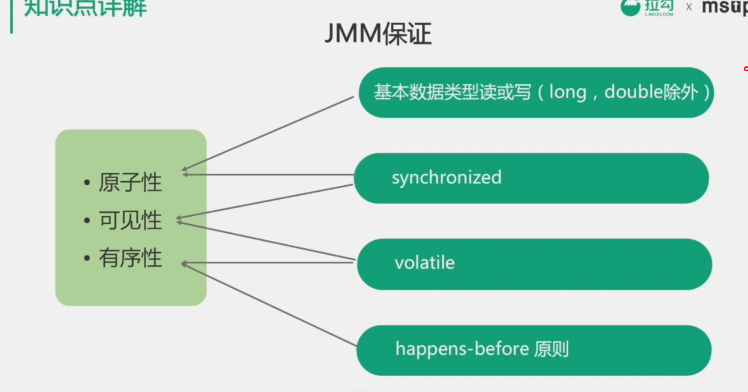 知识点详解
拉勾 x msup
LAGOU.COM
JMM保证
基本数据类型读或写（long，double除外）
• 原子性
• 可见性
• 有序性
synchronized
volatile
happens-before 原则